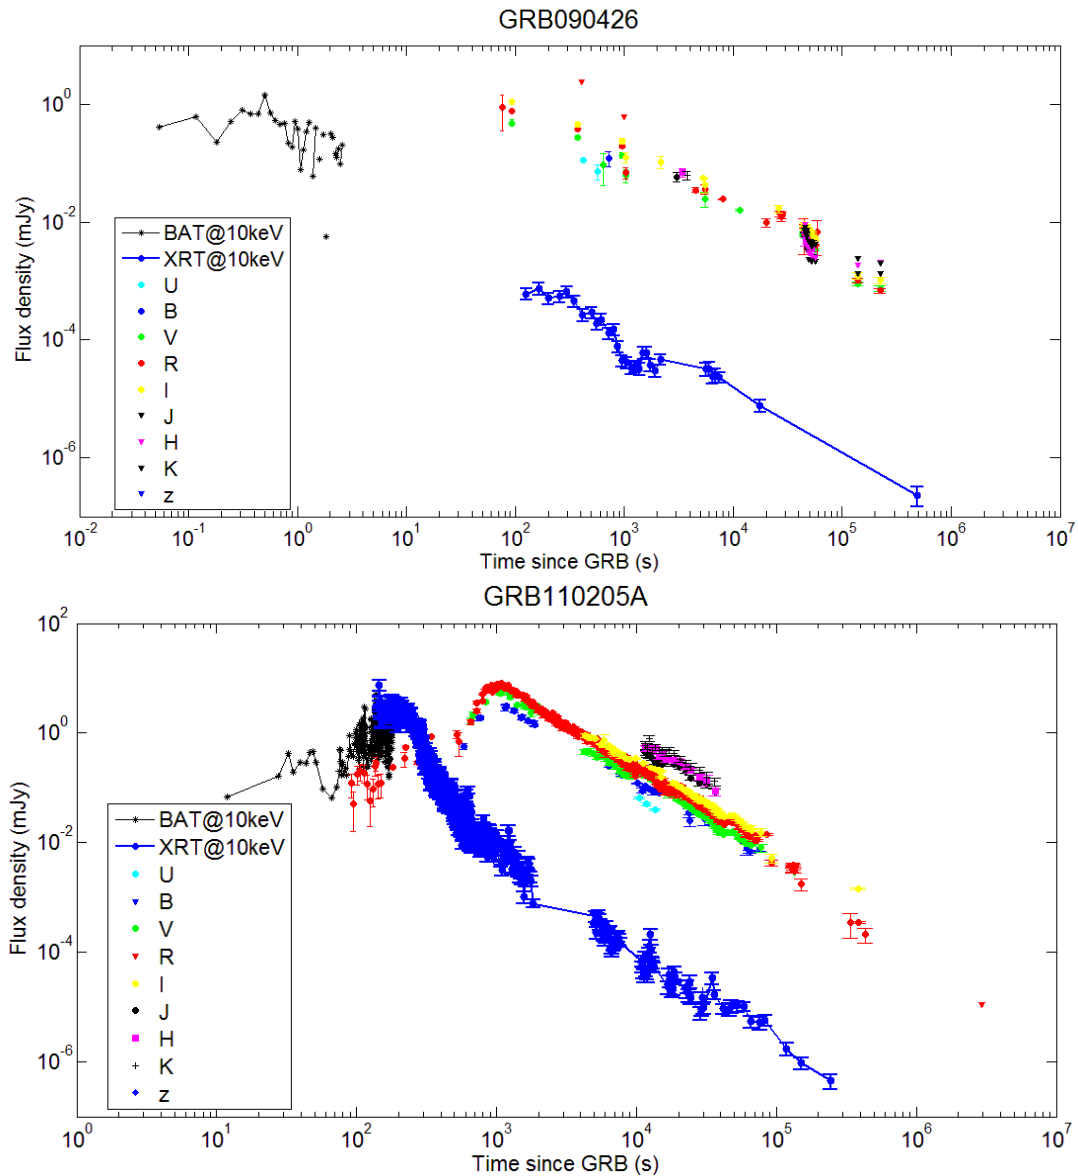 GRB090426
10^0
10^-2
10^-4
10^-6
Flux density (mJy)
BAT@10keV
XRT@10keV
U
B
V
R
I
J
H
K
z
10^-2 10^-1 10^0 10^1 10^2 10^3 10^4 10^5 10^6 10^7
Time since GRB (s)
GRB110205A
10^2
10^0
10^-2
10^-4
10^-6
Flux density (mJy)
BAT@10keV
XRT@10keV
U
B
V
R
I
J
H
K
z
10^0 10^1 10^2 10^3 10^4 10^5 10^6 10^7
Time since GRB (s)